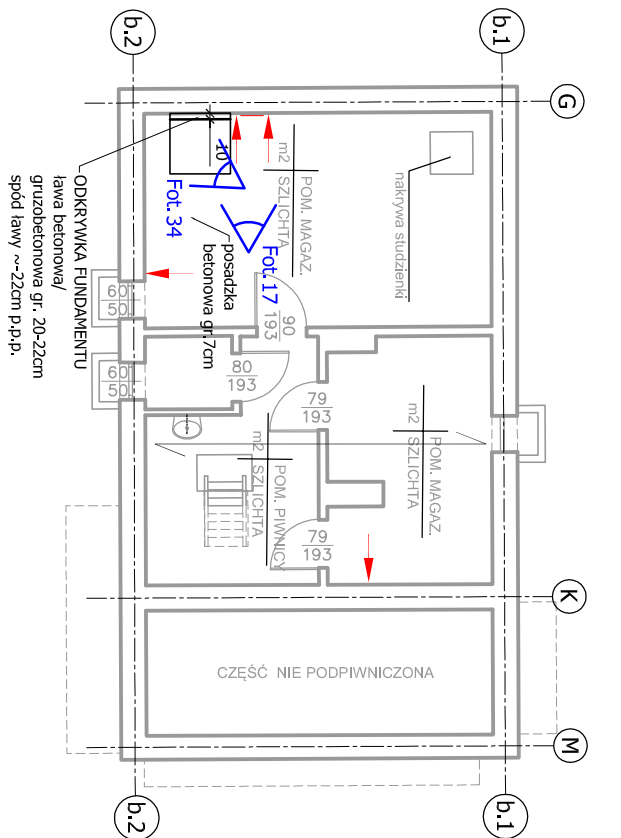 b.2
b.1
G
nakrywa studzienki
POM. MAGAZ.
m2 SZLICHTA
10
Fot. 34
Fot.17
posadzka
betonowa gr.7cm
ODKRYWKA FUNDAMENTU
ława betonowa/
gruzobetonowa gr. 20-22cm
spód ławy ~-22cm p.p.p.
60
50
60
50
90
193
80
193
79
193
POM. MAGAZ.
m2 SZLICHTA
POM. PIWNICY
m2 SZLICHTA
79
193
K
CZĘŚĆ NIE PODPIWNICZONA
M
b.2
b.1